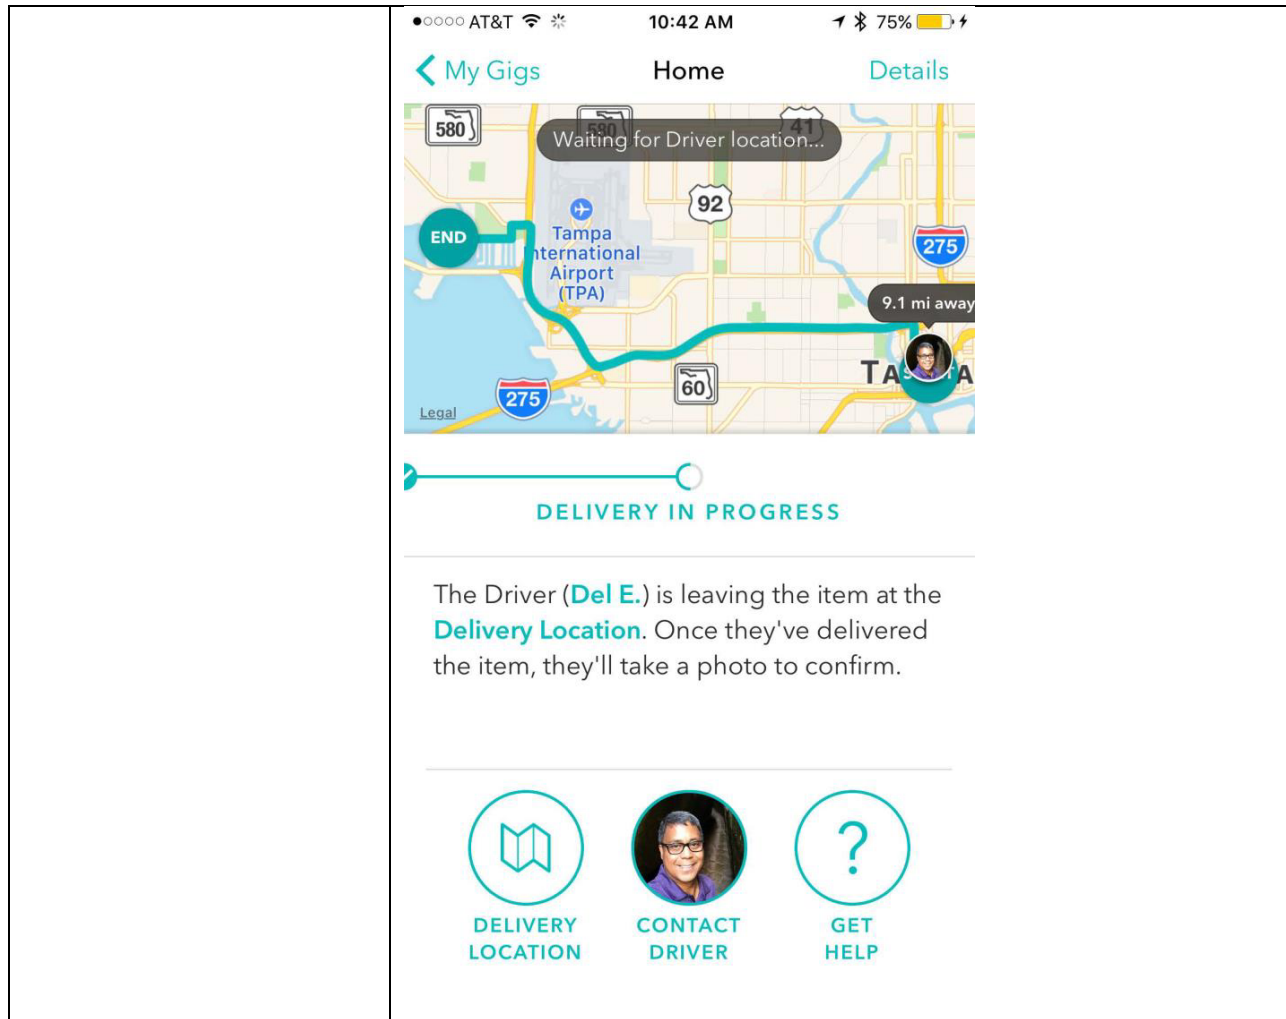 AT&T 10:42 AM 75%
My Gigs Home Details
580 580 41
Waiting for Driver location...
92
END
Tampa
International
Airport
(TPA)
275
9.1 mi away
60
275
Legal
DELIVERY IN PROGRESS
The Driver (Del E.) is leaving the item at the
Delivery Location. Once they've delivered
the item, they'll take a photo to confirm.
?
DELIVERY
LOCATION
CONTACT
DRIVER
GET
HELP